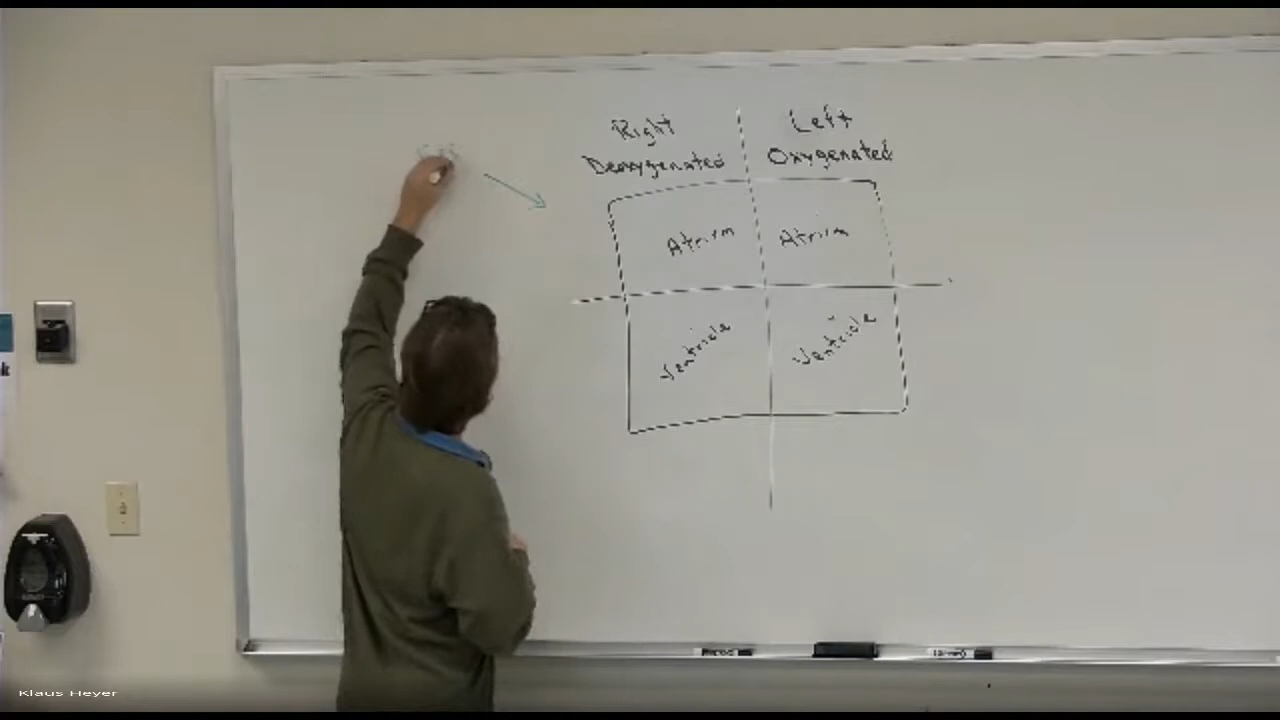 Right
Deoxygenated
Left
Oxygenated
Atrium
Atrium
Ventricle
Ventricle
Klaus Heyer